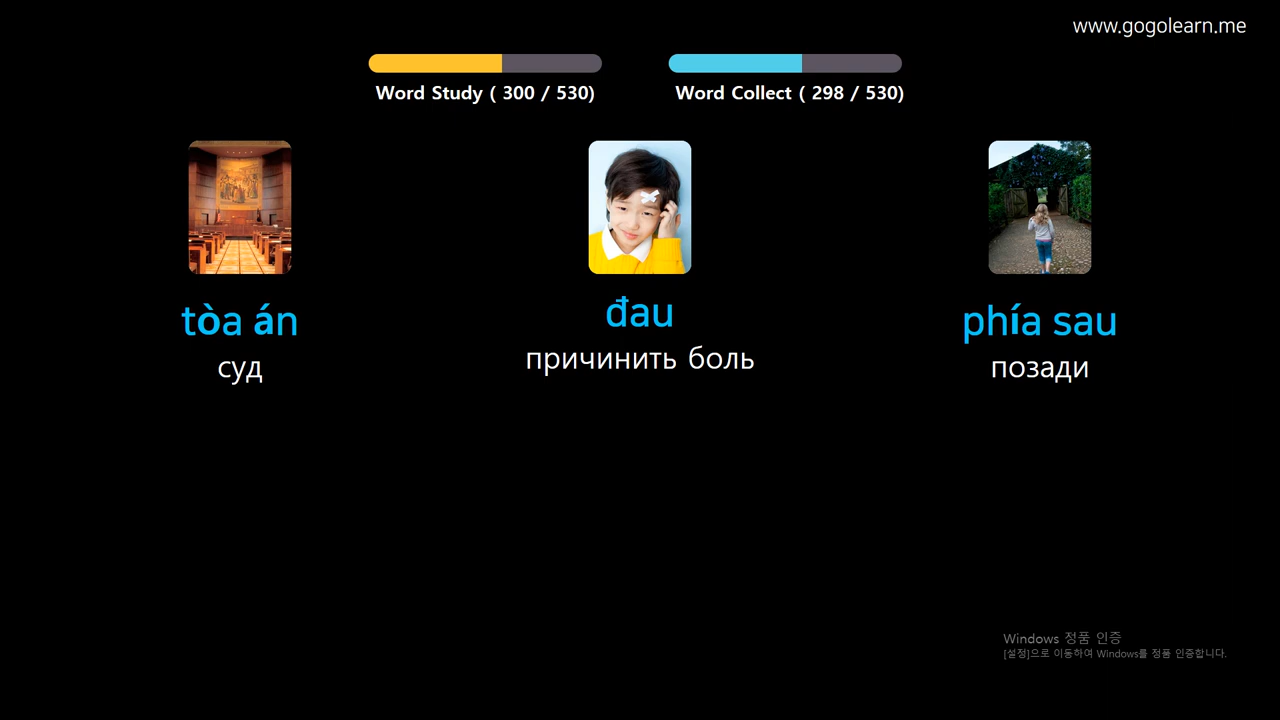 www.gogolearn.me
Word Study ( 300 / 530)
Word Collect ( 298 / 530)
tòa án
đau
phía sau
суд
причинить боль
позади
Windows 정품 인증
[설정]으로 이동하여 Windows를 정품 인증합니다.